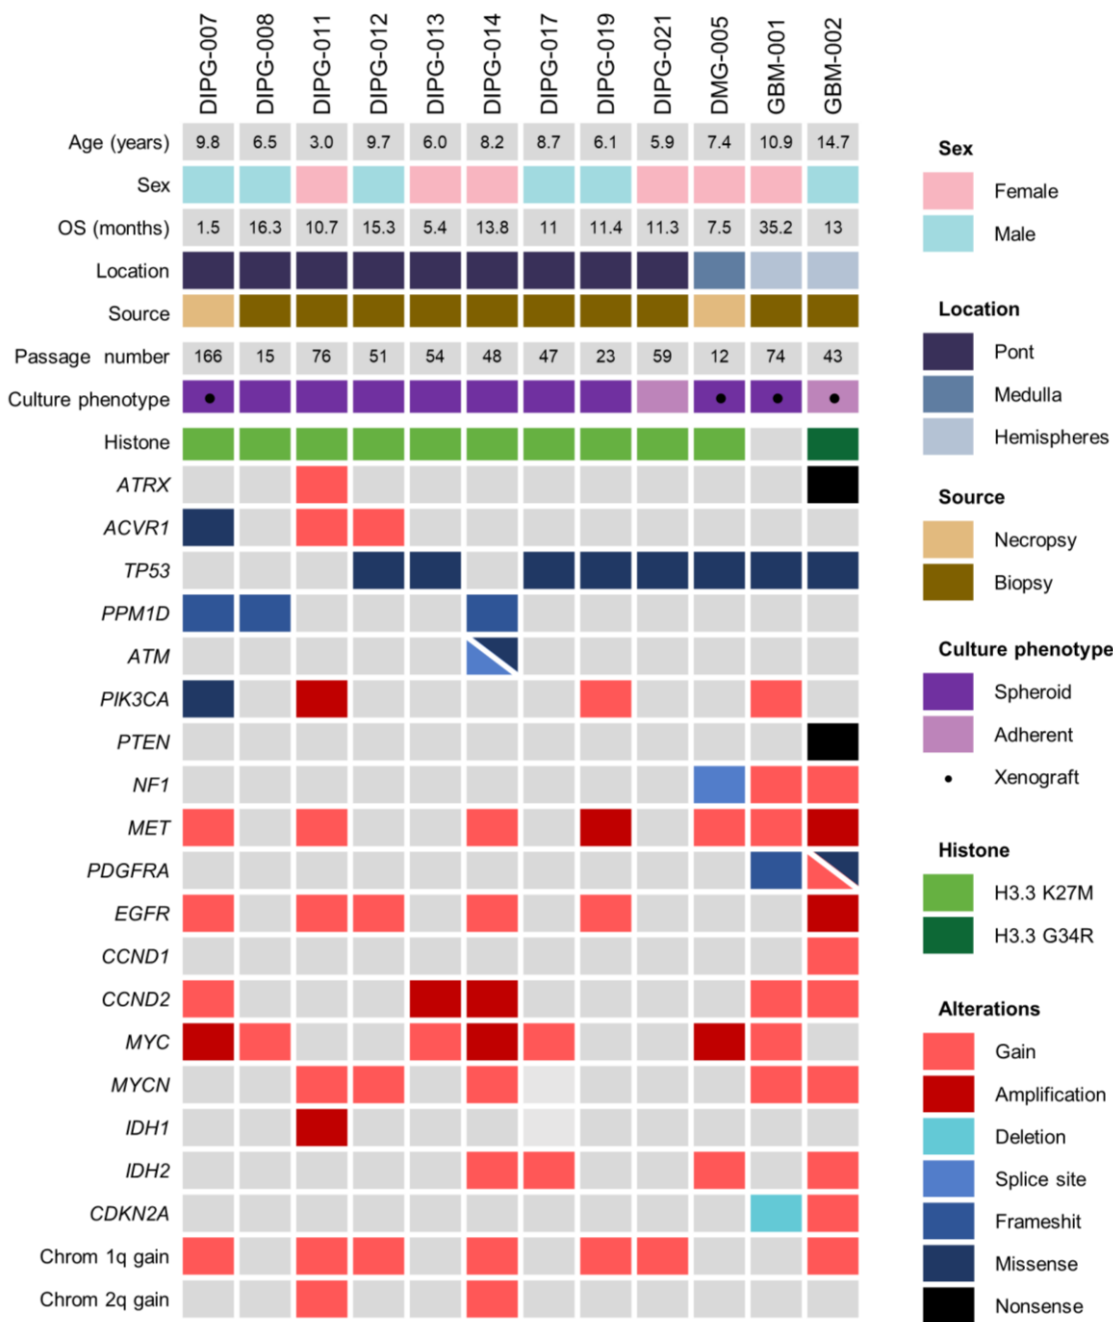 DIPG-007 DIPG-008 DIPG-011 DIPG-012 DIPG-013 DIPG-014 DIPG-017 DIPG-019 DIPG-021 DMG-005 GBM-001 GBM-002
Age (years) 9.8 6.5 3.0 9.7 6.0 8.2 8.7 6.1 5.9 7.4 10.9 14.7
Sex
OS (months) 1.5 16.3 10.7 15.3 5.4 13.8 11 11.4 11.3 7.5 35.2 13
Location
Source
Passage number 166 15 76 51 54 48 47 23 59 12 74 43
Culture phenotype
Histone
ATRX
ACVR1
TP53
PPM1D
ATM
PIK3CA
PTEN
NF1
MET
PDGFRA
EGFR
CCND1
CCND2
MYC
MYCN
IDH1
IDH2
CDKN2A
Chrom 1q gain
Chrom 2q gain
Sex
Female
Male
Location
Pont
Medulla
Hemispheres
Source
Necropsy
Biopsy
Culture phenotype
Spheroid
Adherent
Xenograft
Histone
H3.3 K27M
H3.3 G34R
Alterations
Gain
Amplification
Deletion
Splice site
Frameshit
Missense
Nonsense